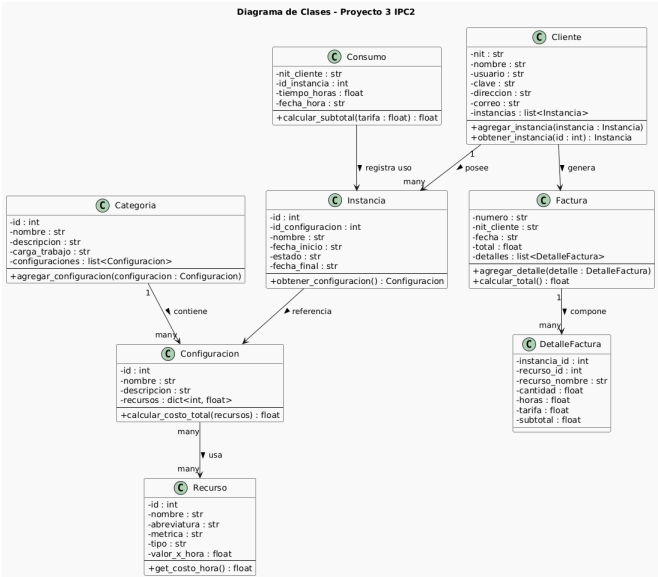 Diagrama de Clases - Proyecto 3 IPC2
C Cliente
-nit : str
-nombre : str
-usuario : str
-clave : str
-direccion : str
-correo : str
-instancias : list<Instancia>
+agregar_instancia(instancia : Instancia)
+obtener_instancia(id : int) : Instancia
C Consumo
-nit_cliente : str
-id_instancia : int
-tiempo_horas : float
-fecha_hora : str
+calcular_subtotal(tarifa : float) : float
registra uso
1
posee
many
genera
C Categoria
-id : int
-nombre : str
-descripcion : str
-carga_trabajo : str
-configuraciones : list<Configuracion>
+agregar_configuracion(configuracion : Configuracion)
C Instancia
-id : int
-id_configuracion : int
-nombre : str
-fecha_inicio : str
-estado : str
-fecha_final : str
+obtener_configuracion() : Configuracion
C Factura
-numero : str
-nit_cliente : str
-fecha : str
-total : float
-detalles : list<DetalleFactura>
+agregar_detalle(detalle : DetalleFactura)
+calcular_total() : float
1
contiene
many
referencia
1
compone
many
C Configuracion
-id : int
-nombre : str
-descripcion : str
-recursos : dict<int, float>
+calcular_costo_total(recursos) : float
C DetalleFactura
-instancia_id : int
-recurso_id : int
-recurso_nombre : str
-cantidad : float
-horas : float
-tarifa : float
-subtotal : float
many
usa
many
C Recurso
-id : int
-nombre : str
-abreviatura : str
-metrica : str
-tipo : str
-valor_x_hora : float
+get_costo_hora() : float